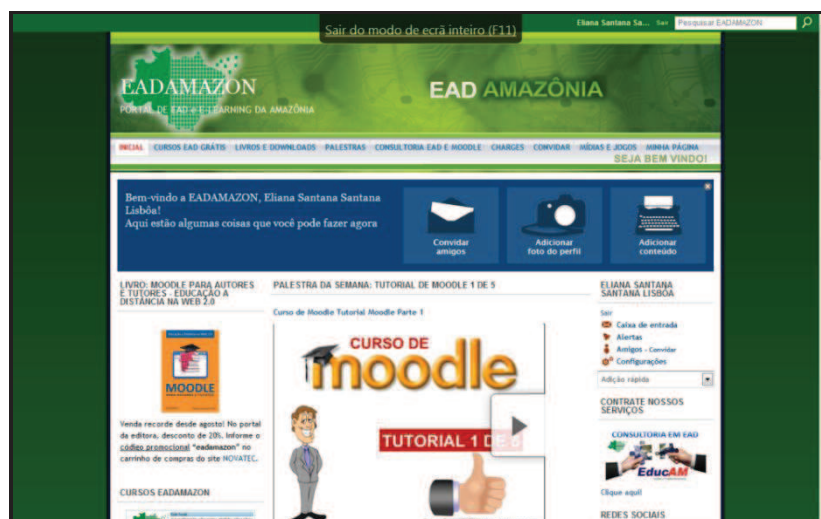 Sair do modo de ecrã inteiro (F11)
Eliana Santana Sa... Sair Pesquisar EADAMAZON
EADAMAZON
PORTAL DE EAD e E-LEARNING DA AMAZÔNIA
EAD AMAZÔNIA
INICIAL CURSOS EAD GRÁTIS LIVROS E DOWNLOADS PALESTRAS CONSULTORIA EAD E MOODLE CHARGES CONVIDAR MÍDIAS E JOGOS MINHA PÁGINA
SEJA BEM VINDO!
Bem-vindo a EADAMAZON, Eliana Santana Santana
Lisbôa!
Aqui estão algumas coisas que você pode fazer agora
Convidar
amigos
Adicionar
foto do perfil
Adicionar
conteúdo
LIVRO: MOODLE PARA AUTORES
E TUTORES - EDUCAÇÃO A
DISTÂNCIA NA WEB 2.0
MOODLE
Venda recorde desde agosto! No portal
da editora, desconto de 20%. Informe o
código promocional "eadamazon" no
carrinho de compras do site NOVATEC.
CURSOS EADAMAZON
PALESTRA DA SEMANA: TUTORIAL DE MOODLE 1 DE 5
Curso de Moodle Tutorial Moodle Parte 1
CURSO DE
moodle
TUTORIAL 1 DE
ELIANA SANTANA
SANTANA LISBÔA
Sair
Caixa de entrada
Alertas
Amigos - Convidar
Configurações
Adição rápida
CONTRATE NOSSOS
SERVIÇOS
CONSULTORIA EM EAD
EducAM
Clique aqui!
REDES SOCIAIS